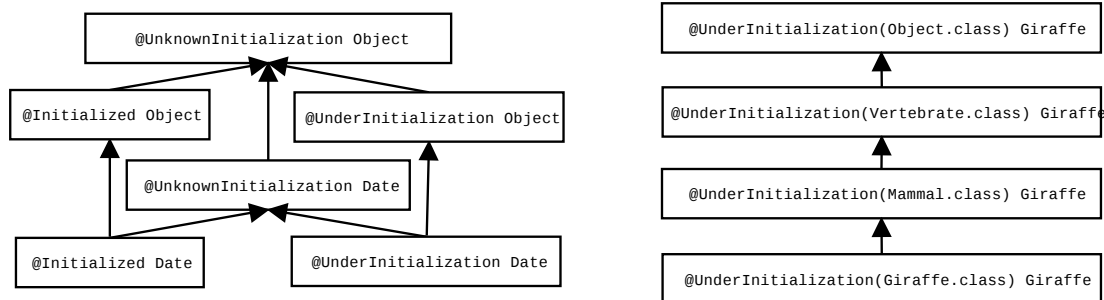 @UnknownInitialization Object
@Initialized Object
@UnderInitialization Object
@UnknownInitialization Date
@Initialized Date
@UnderInitialization Date
@UnderInitialization(Object.class) Giraffe
@UnderInitialization(Vertebrate.class) Giraffe
@UnderInitialization(Mammal.class) Giraffe
@UnderInitialization(Giraffe.class) Giraffe